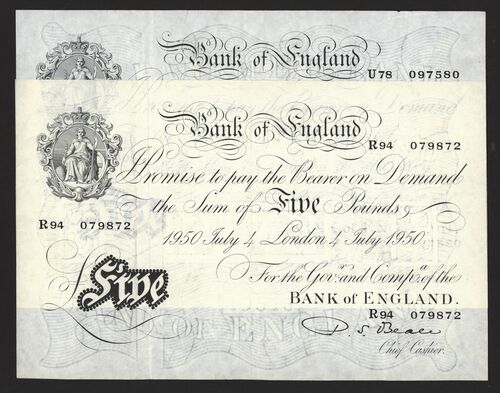 Bank of England
U78 097580
Bank of England
R94 079872
Promise to pay the Bearer on Demand
the Sum of Five Pounds
R94 079872
1950 July 4 London 4 July 1950
For the Govr. and Compa. of the
BANK of ENGLAND.
£Five
R94 079872
P. S. Beale
Chief Cashier.
OF ENG